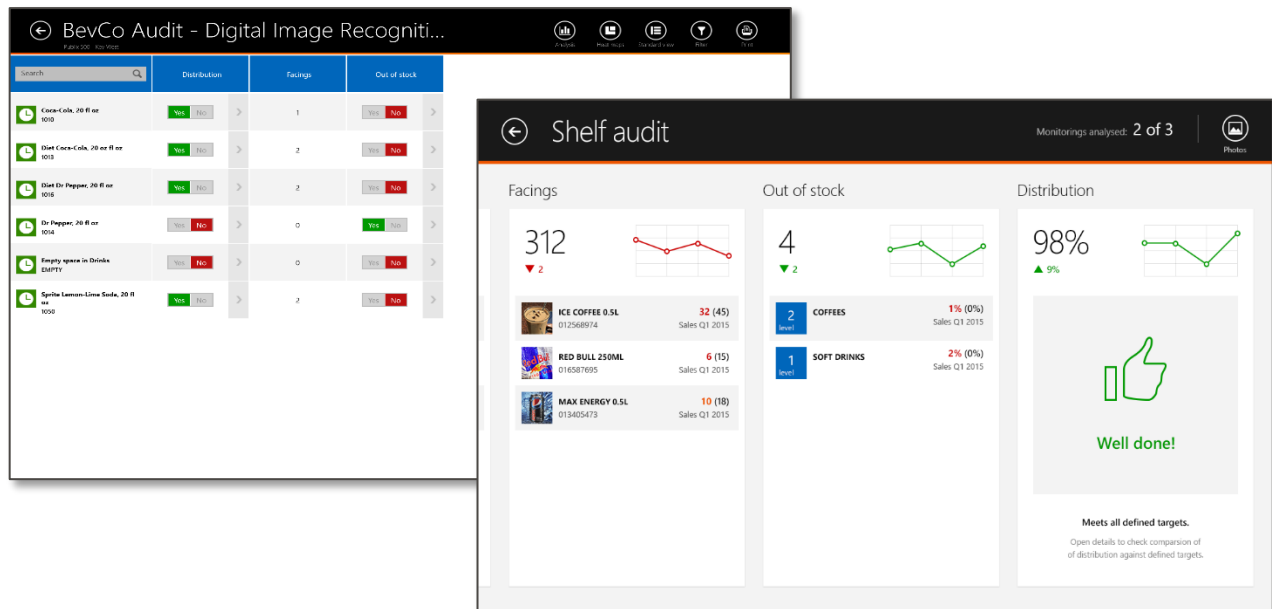 BevCo Audit - Digital Image Recogniti...
Publix 500 Key West
Analysis
Heat maps
Standard view
Filter
Print
Search
Distribution
Facings
Out of stock
Coca-Cola, 20 fl oz
1010
Yes No
1
Yes No
Diet Coca-Cola, 20 oz fl oz
1013
Yes No
2
Yes No
Diet Dr Pepper, 20 fl oz
1016
Yes No
2
Yes No
Dr Pepper, 20 fl oz
1014
Yes No
0
Yes No
Empty space in Drinks
EMPTY
Yes No
0
Yes No
Sprite Lemon-Lime Soda, 20 fl
oz
1050
Yes No
2
Yes No
Shelf audit
Monitorings analysed: 2 of 3
Photos
Facings
312
▼ 2
ICE COFFEE 0.5L
32 (45)
012568974
Sales Q1 2015
RED BULL 250ML
6 (15)
016587695
Sales Q1 2015
MAX ENERGY 0.5L
10 (18)
013405473
Sales Q1 2015
Out of stock
4
▼ 2
2
level
COFFEES
1% (0%)
Sales Q1 2015
1
level
SOFT DRINKS
2% (0%)
Sales Q1 2015
Distribution
98%
▲ 9%
Well done!
Meets all defined targets.
Open details to check comparsion of
of distribution against defined targets.